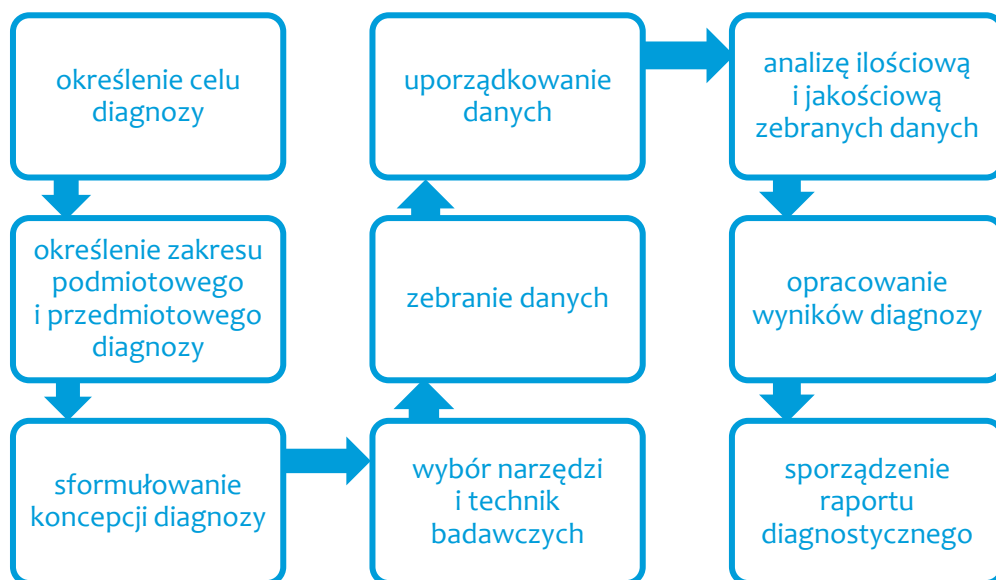 określenie celu
diagnozy
określenie zakresu
podmiotowego
i przedmiotowego
diagnozy
sformułowanie
koncepcji diagnozy
wybór narzędzi
i technik
badawczych
zebranie danych
uporządkowanie
danych
analizę ilościową
i jakościową
zebranych danych
opracowanie
wyników diagnozy
sporządzenie
raportu
diagnostycznego